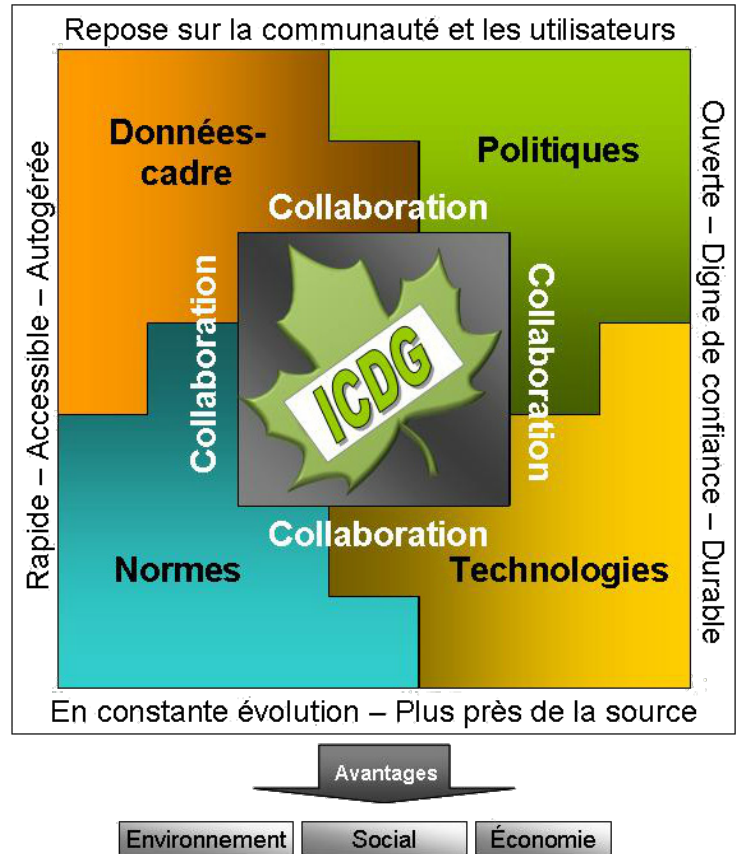 Repose sur la communauté et les utilisateurs
Données-
cadre
Politiques
Rapide – Accessible – Autogérée
Ouverte – Digne de confiance – Durable
Collaboration
Collaboration
Collaboration
ICDG
Collaboration
Normes
Technologies
En constante évolution – Plus près de la source
Avantages
Environnement
Social
Économie